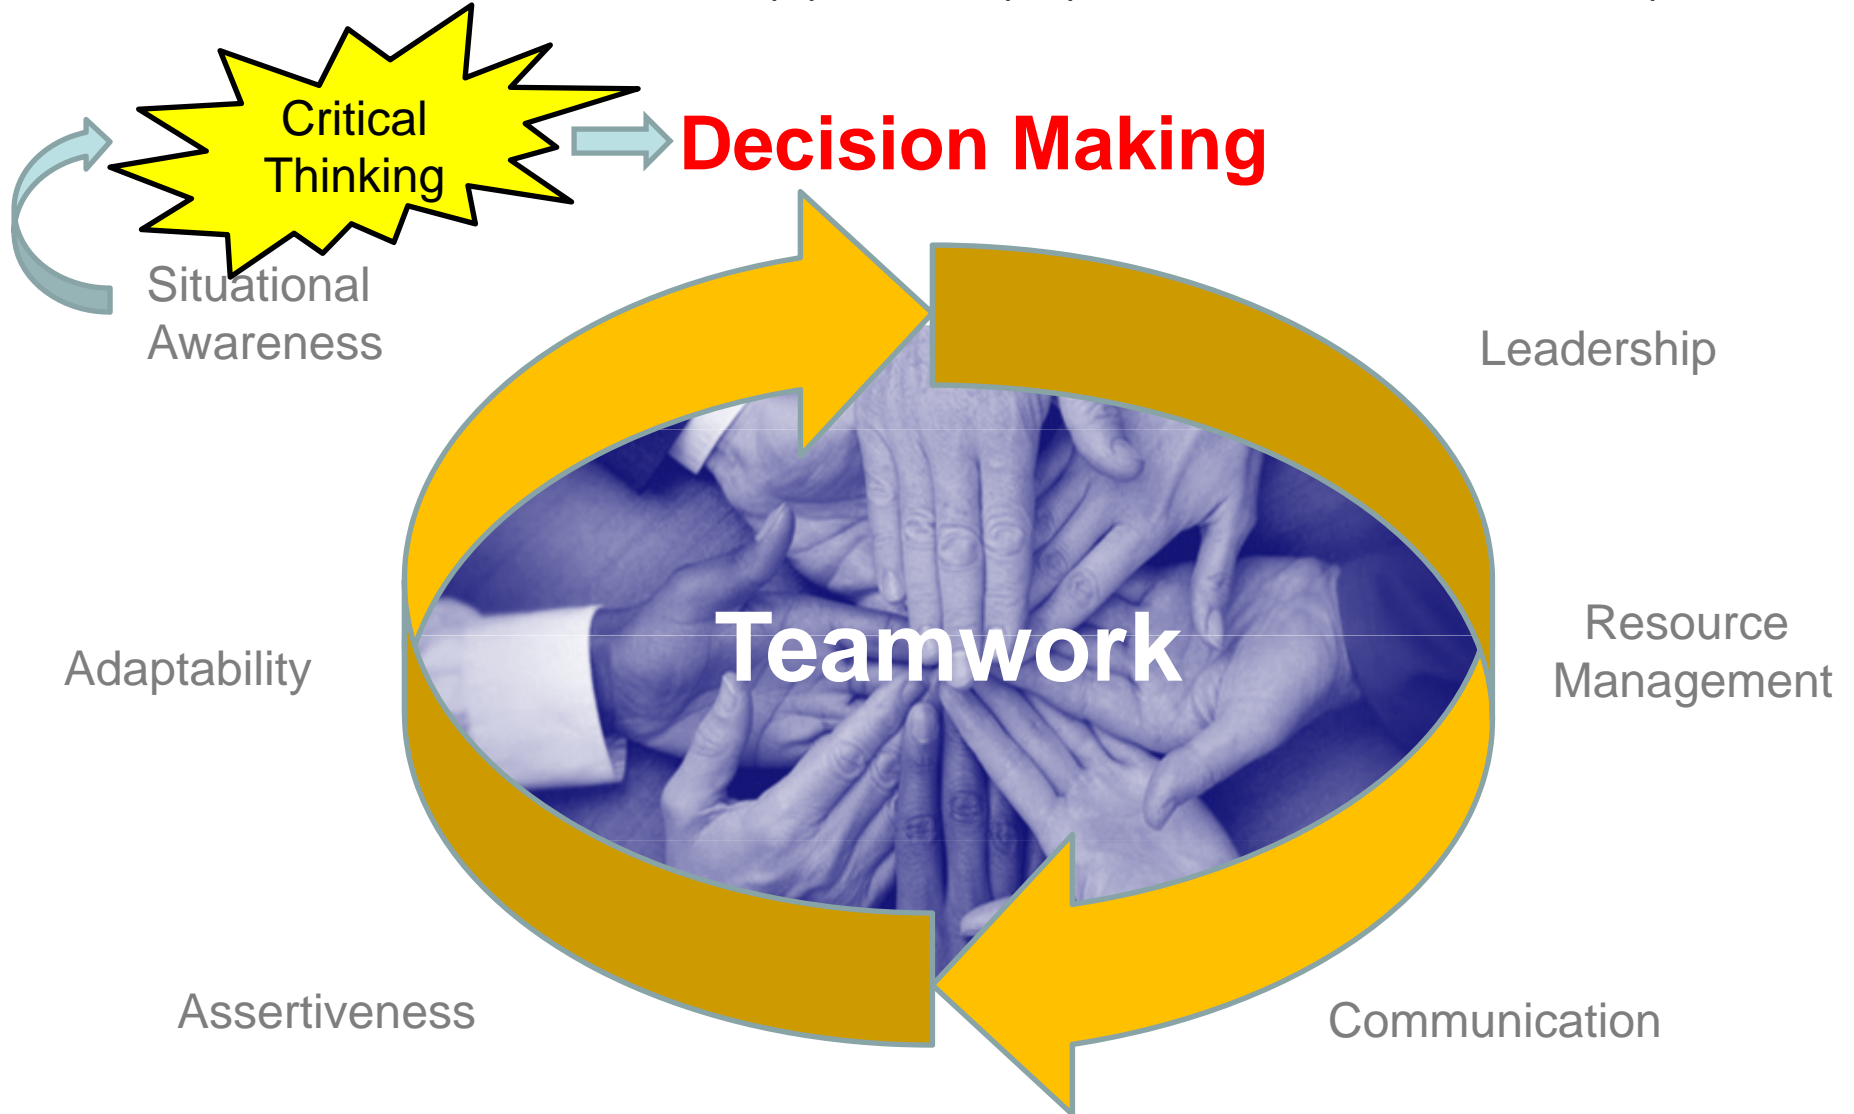 Critical
Thinking
Decision Making
Situational
Awareness
Leadership
Teamwork
Resource
Management
Adaptability
Assertiveness
Communication